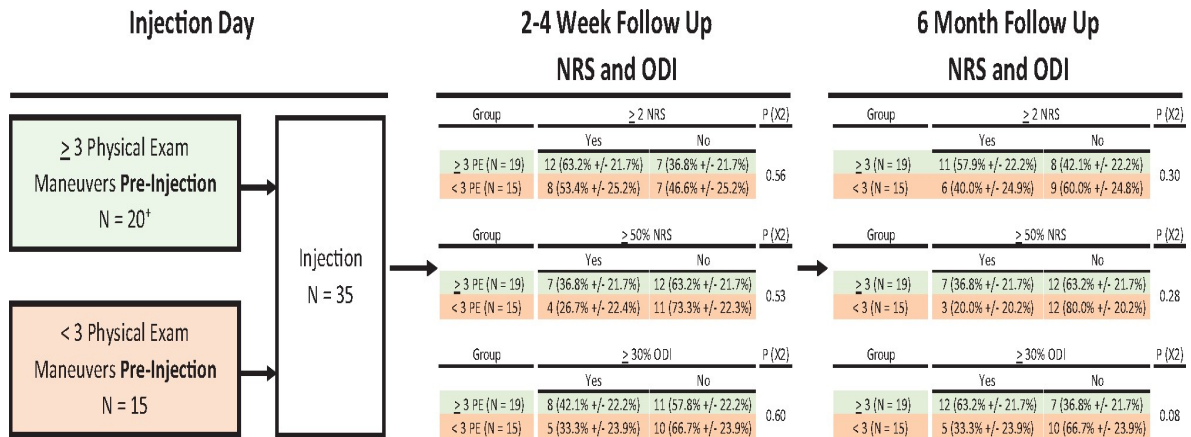 Injection Day
≥ 3 Physical Exam
Maneuvers Pre-Injection
N = 20⁺
< 3 Physical Exam
Maneuvers Pre-Injection
N = 15
Injection
N = 35
2-4 Week Follow Up
NRS and ODI
Group ≥ 2 NRS P (X2)
Yes No
≥ 3 PE (N = 19) 12 (63.2% +/- 21.7%) 7 (36.8% +/- 21.7%)
0.56
< 3 PE (N = 15) 8 (53.4% +/- 25.2%) 7 (46.6% +/- 25.2%)
Group ≥ 50% NRS P (X2)
Yes No
≥ 3 PE (N = 19) 7 (36.8% +/- 21.7%) 12 (63.2% +/- 21.7%)
0.53
< 3 PE (N = 15) 4 (26.7% +/- 22.4%) 11 (73.3% +/- 22.3%)
Group ≥ 30% ODI P (X2)
Yes No
≥ 3 PE (N = 19) 8 (42.1% +/- 22.2%) 11 (57.8% +/- 22.2%)
0.60
< 3 PE (N = 15) 5 (33.3% +/- 23.9%) 10 (66.7% +/- 23.9%)
6 Month Follow Up
NRS and ODI
Group ≥ 2 NRS P (X2)
Yes No
≥ 3 (N = 19) 11 (57.9% +/- 22.2%) 8 (42.1% +/- 22.2%)
0.30
< 3 (N = 15) 6 (40.0% +/- 24.9%) 9 (60.0% +/- 24.8%)
Group ≥ 50% NRS P (X2)
Yes No
≥ 3 (N = 19) 7 (36.8% +/- 21.7%) 12 (63.2% +/- 21.7%)
0.28
< 3 (N = 15) 3 (20.0% +/- 20.2%) 12 (80.0% +/- 20.2%)
Group ≥ 30% ODI P (X2)
Yes No
≥ 3 (N = 19) 12 (63.2% +/- 21.7%) 7 (36.8% +/- 21.7%)
0.08
< 3 (N = 15) 5 (33.3% +/- 23.9%) 10 (66.7% +/- 23.9%)